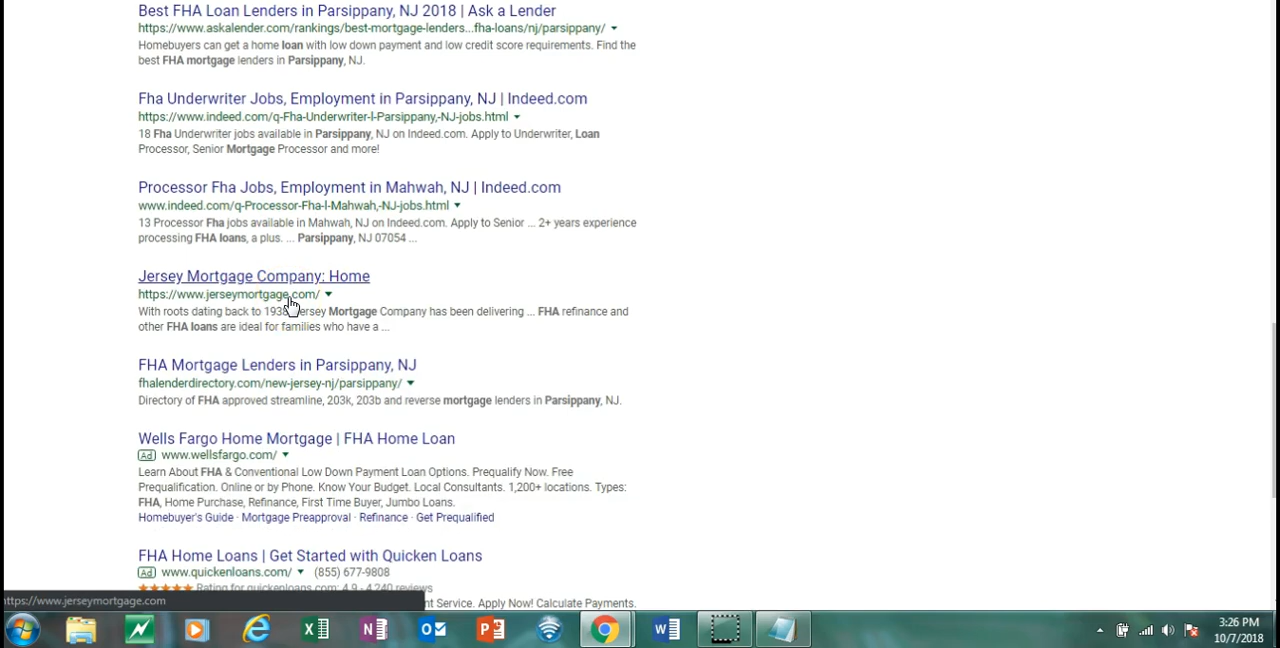 Best FHA Loan Lenders in Parsippany, NJ 2018 | Ask a Lender
https://www.askalender.com/rankings/best-mortgage-lenders...fha-loans/nj/parsippany/
Homebuyers can get a home loan with low down payment and low credit score requirements. Find the
best FHA mortgage lenders in Parsippany, NJ.
Fha Underwriter Jobs, Employment in Parsippany, NJ | Indeed.com
https://www.indeed.com/q-Fha-Underwriter-l-Parsippany,-NJ-jobs.html
18 Fha Underwriter jobs available in Parsippany, NJ on Indeed.com. Apply to Underwriter, Loan
Processor, Senior Mortgage Processor and more!
Processor Fha Jobs, Employment in Mahwah, NJ | Indeed.com
www.indeed.com/q-Processor-Fha-l-Mahwah,-NJ-jobs.html
13 Processor Fha jobs available in Mahwah, NJ on Indeed.com. Apply to Senior ... 2+ years experience
processing FHA loans, a plus. ... Parsippany, NJ 07054 ...
Jersey Mortgage Company: Home
https://www.jerseymortgage.com/
With roots dating back to 1938 Jersey Mortgage Company has been delivering ... FHA refinance and
other FHA loans are ideal for families who have a ...
FHA Mortgage Lenders in Parsippany, NJ
fhalenderdirectory.com/new-jersey-nj/parsippany/
Directory of FHA approved streamline, 203k, 203b and reverse mortgage lenders in Parsippany, NJ.
Wells Fargo Home Mortgage | FHA Home Loan
Ad www.wellsfargo.com/
Learn About FHA & Conventional Low Down Payment Loan Options. Prequalify Now. Free
Prequalification. Online or by Phone. Know Your Budget. Local Consultants. 1,200+ locations. Types:
FHA, Home Purchase, Refinance, First Time Buyer, Jumbo Loans.
Homebuyer's Guide · Mortgage Preapproval · Refinance · Get Prequalified
FHA Home Loans | Get Started with Quicken Loans
Ad www.quickenloans.com/ (855) 677-9808
Rating for quickenloans.com: 4.9 - 4,240 reviews
https://www.jerseymortgage.com
nt Service. Apply Now! Calculate Payments.
3:26 PM
10/7/2018